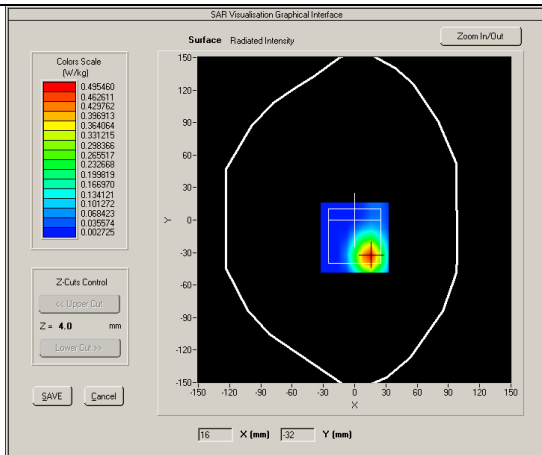 SAR Visualisation Graphical Interface
Surface Radiated Intensity
Zoom In/Out
Colors Scale
(W/kg)
0.495460
0.462611
0.429762
0.396913
0.364064
0.331215
0.298366
0.265517
0.232668
0.199819
0.166970
0.134121
0.101272
0.068423
0.035574
0.002725
Z-Cuts Control
<< Upper Cut
Z = 4.0 mm
Lower Cut >>
SAVE Cancel
150-
120-
90-
60-
30-
0-
-30-
-60-
-90-
-120-
-150-
Y
-150 -120 -90 -60 -30 0 30 60 90 120 150
X
16 X (mm) -32 Y (mm)